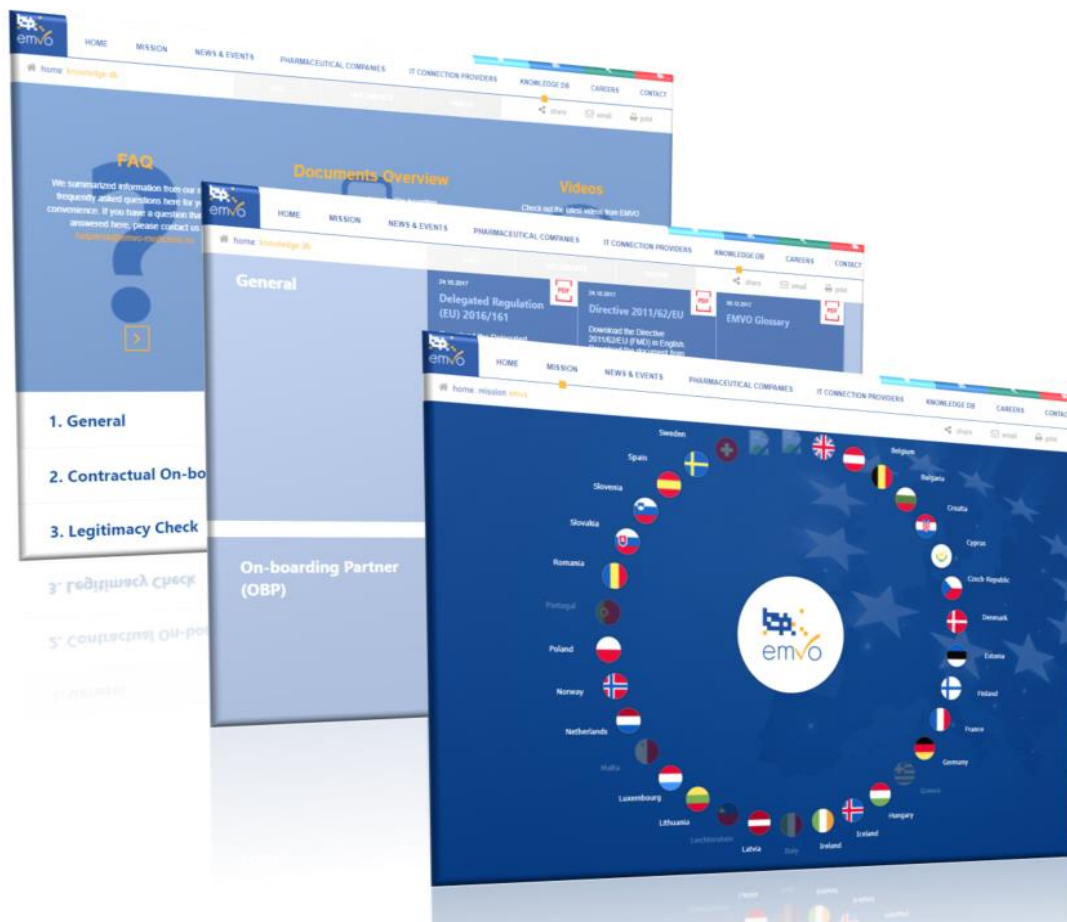 emvo
HOME MISSION NEWS & EVENTS PHARMACEUTICAL COMPANIES IT CONNECTION PROVIDERS KNOWLEDGE DB CAREERS CONTACT
home knowledge db
share email print
FAQ
We summarized information from our
frequently asked questions here for
convenience. If you have a question
answered here, please contact us
Documents Overview
Videos
Check out the latest videos from EMVO
1. General
2. Contractual On-bo
3. Legitimacy Check
emvo
HOME MISSION NEWS & EVENTS PHARMACEUTICAL COMPANIES IT CONNECTION PROVIDERS KNOWLEDGE DB CAREERS CONTACT
home knowledge db
share email print
General
24.10.2017
Delegated Regulation
(EU) 2016/161
PDF
24.10.2017
Directive 2011/62/EU
Download the Directive
2011/62/EU (FMD) in English.
PDF
EMVO Glossary
PDF
On-boarding Partner
(OBP)
emvo
HOME MISSION NEWS & EVENTS PHARMACEUTICAL COMPANIES IT CONNECTION PROVIDERS KNOWLEDGE DB CAREERS CONTACT
home mission emvs
share email print
Belgium
Bulgaria
Croatia
Cyprus
Czech Republic
Denmark
Estonia
Finland
France
Germany
Greece
Hungary
Iceland
Ireland
Italy
Latvia
Liechtenstein
Lithuania
Luxembourg
Malta
Netherlands
Norway
Poland
Portugal
Romania
Slovakia
Slovenia
Spain
Sweden
emvo